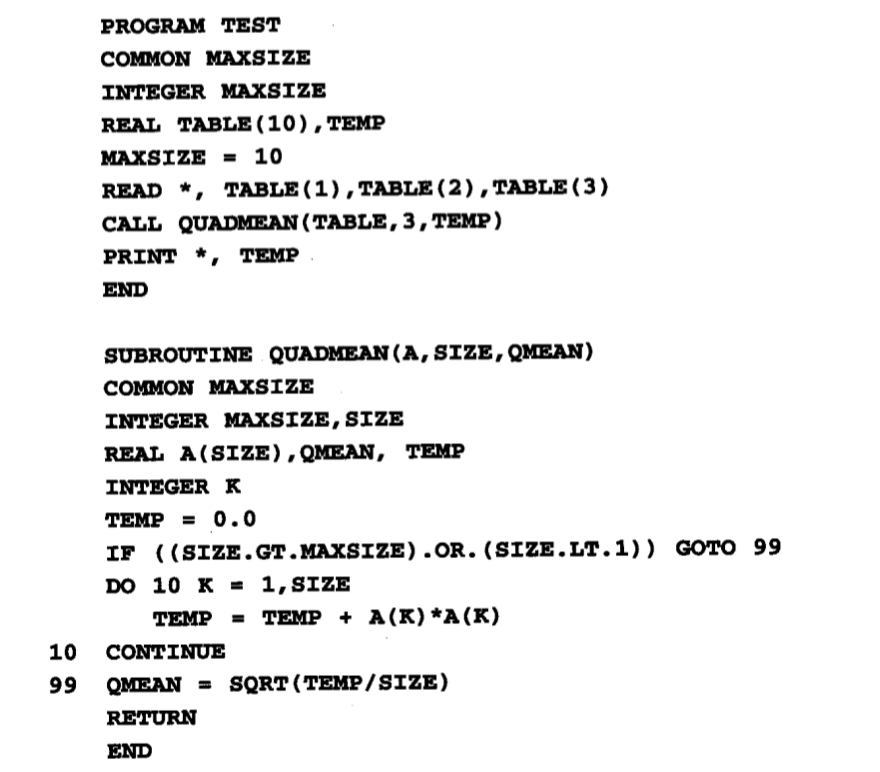 PROGRAM TEST
COMMON MAXSIZE
INTEGER MAXSIZE
REAL TABLE(10),TEMP
MAXSIZE = 10
READ *, TABLE(1),TABLE(2),TABLE(3)
CALL QUADMEAN(TABLE,3,TEMP)
PRINT *, TEMP
END
SUBROUTINE QUADMEAN(A,SIZE,QMEAN)
COMMON MAXSIZE
INTEGER MAXSIZE,SIZE
REAL A(SIZE),QMEAN, TEMP
INTEGER K
TEMP = 0.0
IF ((SIZE.GT.MAXSIZE).OR.(SIZE.LT.1)) GOTO 99
DO 10 K = 1,SIZE
TEMP = TEMP + A(K)*A(K)
10 CONTINUE
99 QMEAN = SQRT(TEMP/SIZE)
RETURN
END